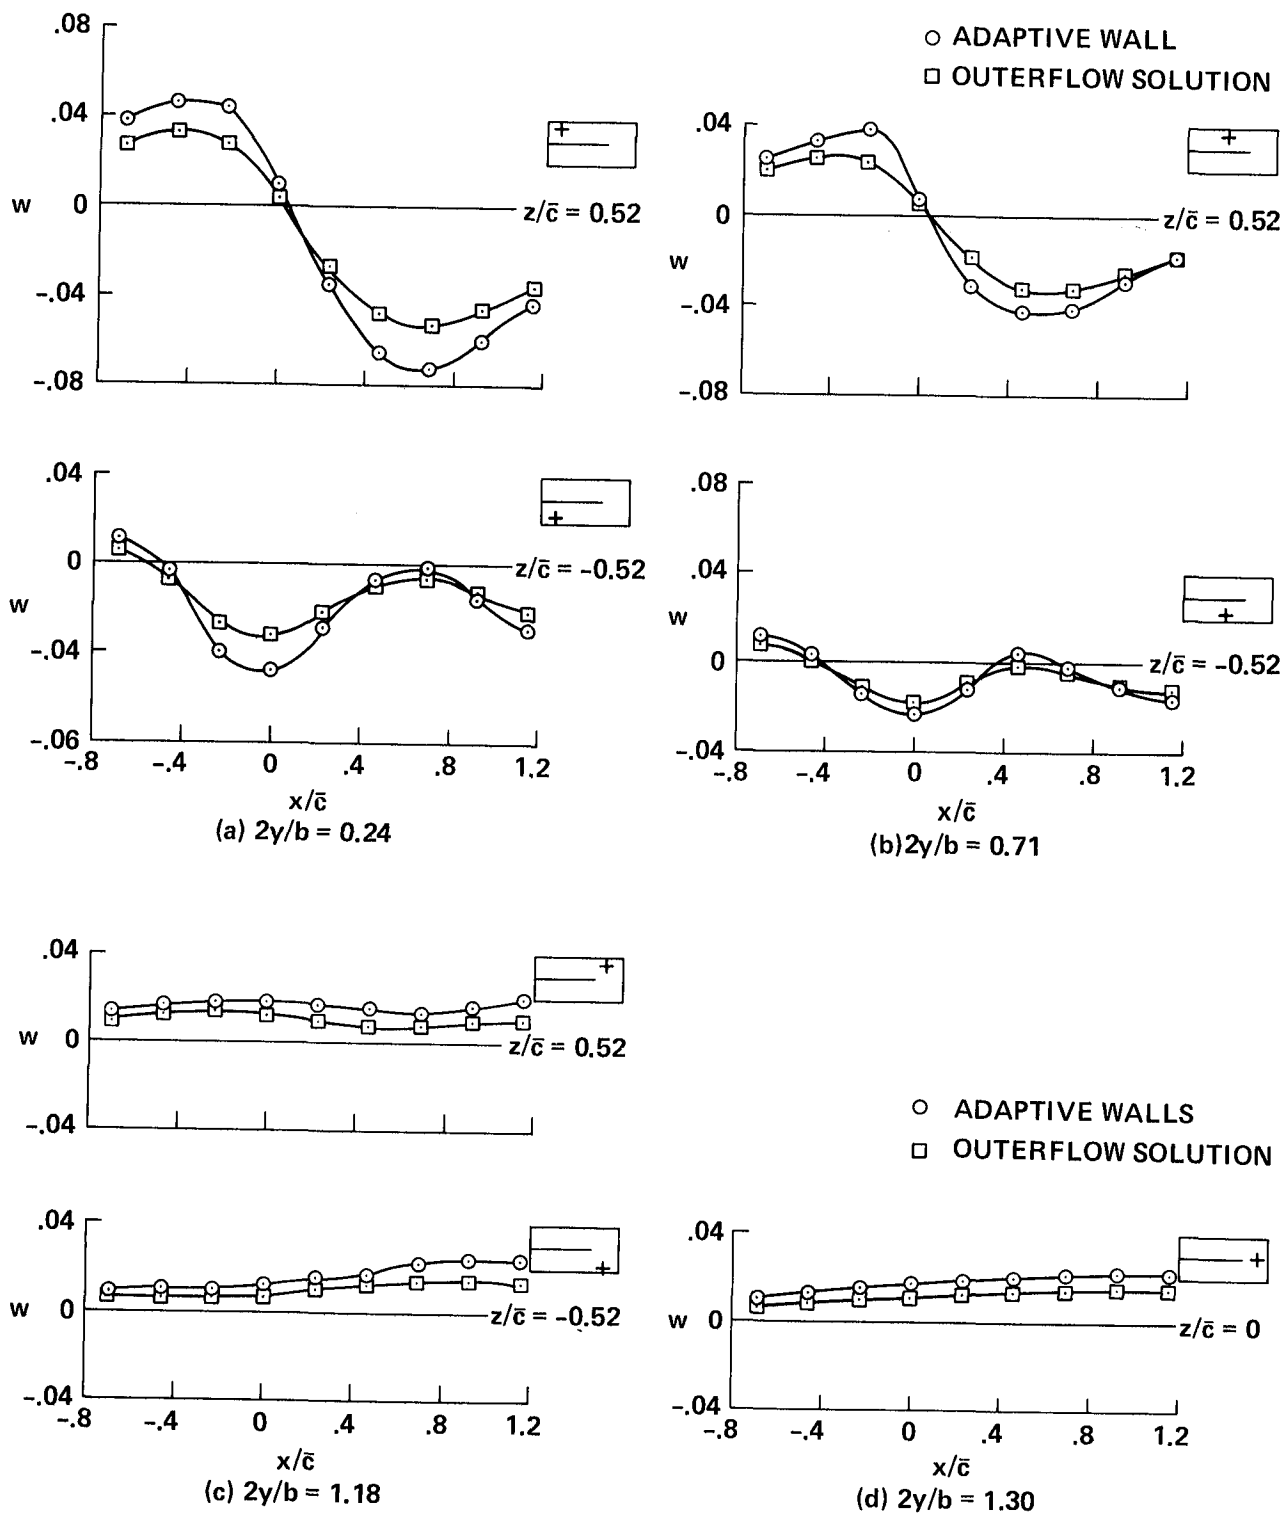 ADAPTIVE WALL
OUTERFLOW SOLUTION
.08
.04
w 0
-.04
-.08
z/c̄ = 0.52
.04
0
w
-.04
-.08
z/c̄ = 0.52
.04
0
w
-.04
-.06
z/c̄ = -0.52
-.8 -.4 0 .4 .8 1.2
x/c̄
(a) 2y/b = 0.24
.08
.04
w
0
-.04
z/c̄ = -0.52
-.8 -.4 0 .4 .8 1.2
x/c̄
(b)2y/b = 0.71
.04
w 0
-.04
z/c̄ = 0.52
.04
w 0
-.04
z/c̄ = -0.52
-.8 -.4 0 .4 .8 1.2
x/c̄
(c) 2y/b = 1.18
ADAPTIVE WALLS
OUTERFLOW SOLUTION
.04
w 0
-.04
z/c̄ = 0
-.8 -.4 0 .4 .8 1.2
x/c̄
(d) 2y/b = 1.30